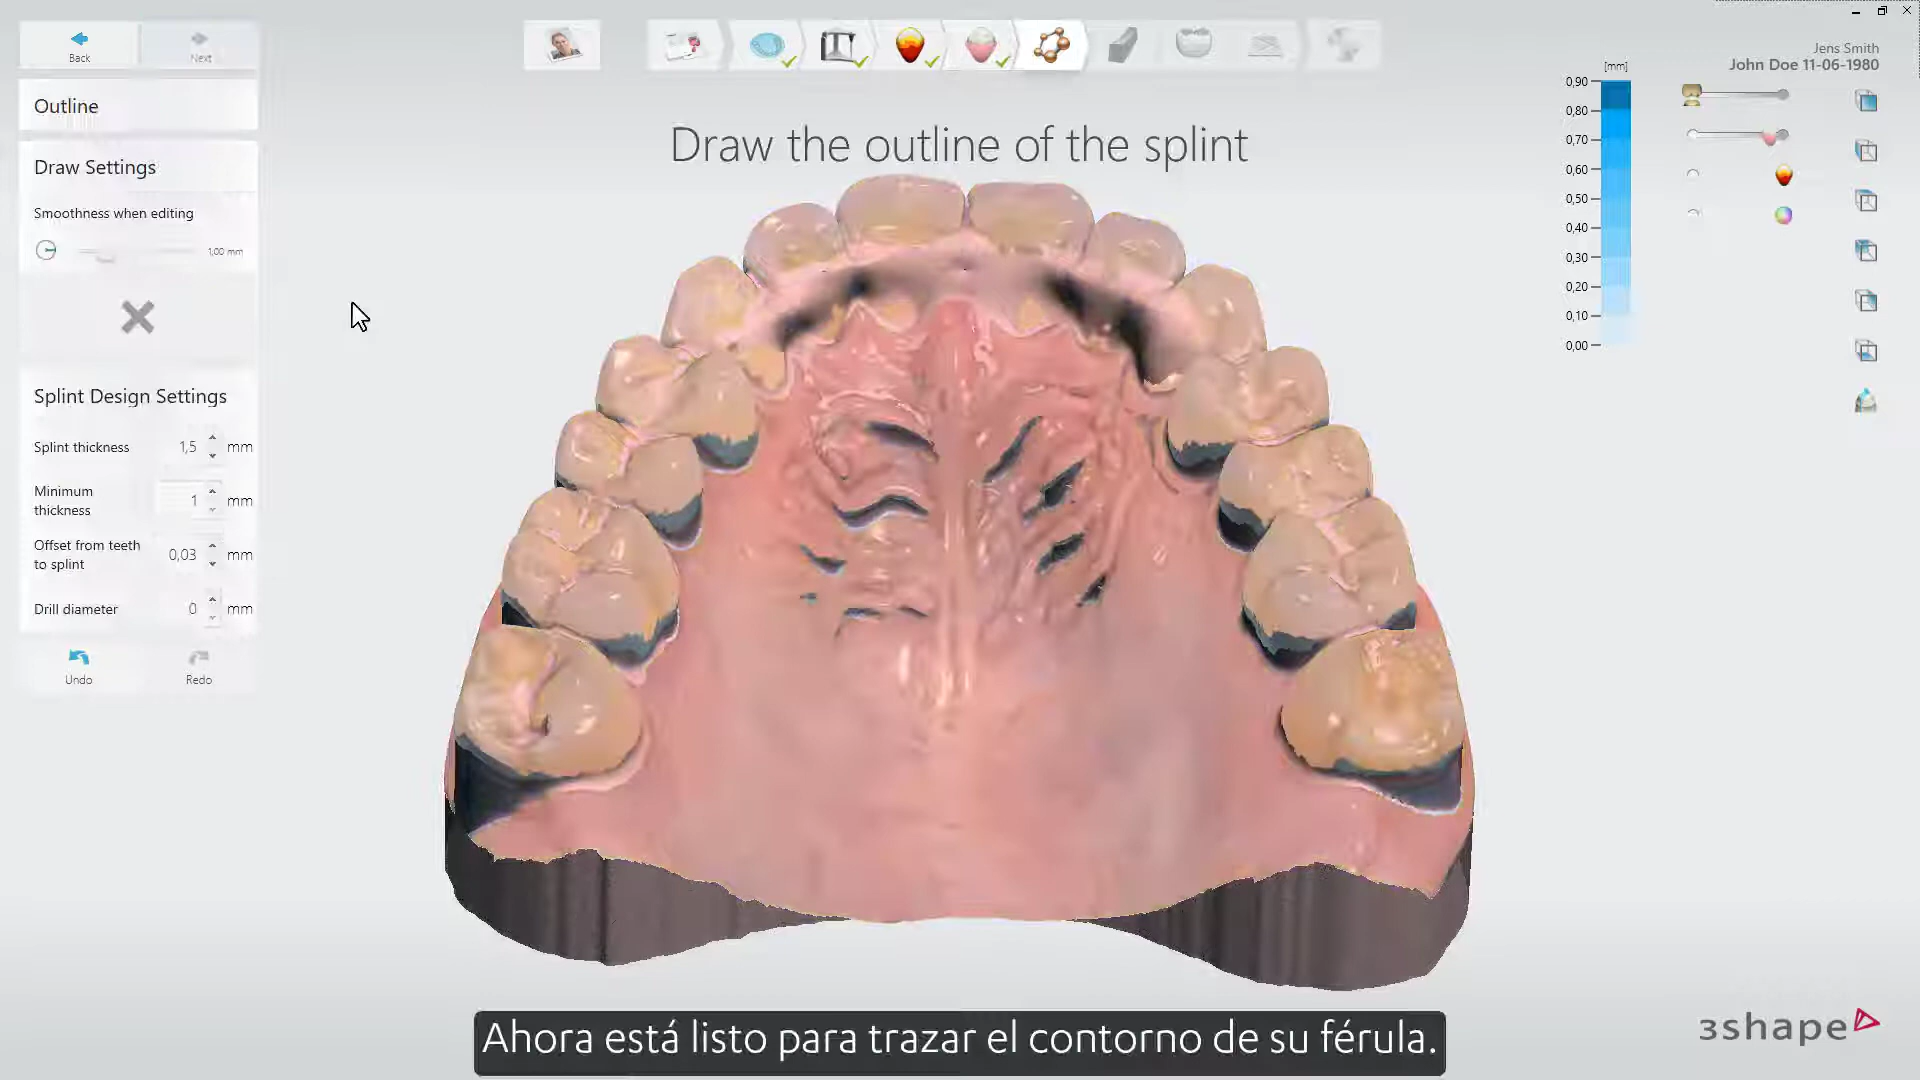 Back
Next
Outline
Draw Settings
Smoothness when editing
1,00 mm
Splint Design Settings
Splint thickness 1,5 mm
Minimum
thickness 1 mm
Offset from teeth
to splint 0,03 mm
Drill diameter 0 mm
Undo
Redo
Draw the outline of the splint
[mm]
0,90
0,80
0,70
0,60
0,50
0,40
0,30
0,20
0,10
0,00
Jens Smith
John Doe 11-06-1980
Ahora está listo para trazar el contorno de su férula.
3shape